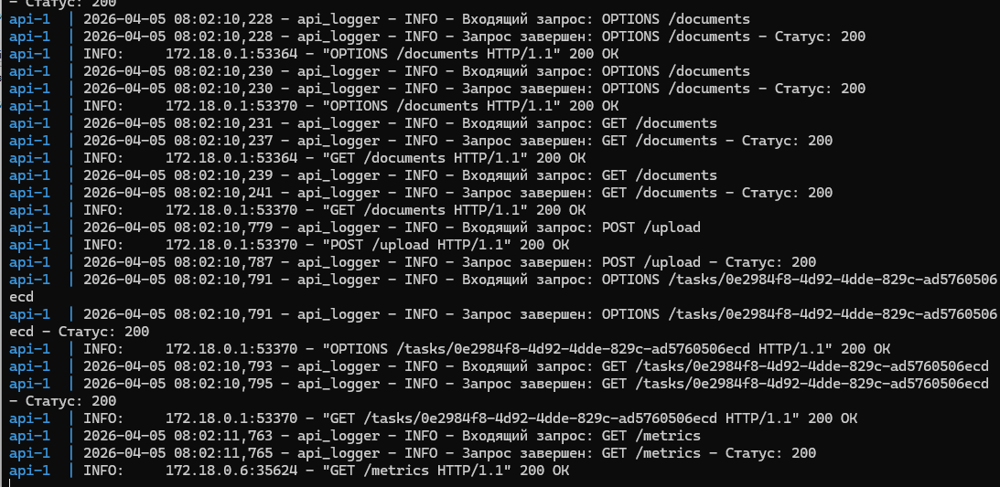 - Статус: 200
api-1  | 2026-04-05 08:02:10,228 - api_logger - INFO - Входящий запрос: OPTIONS /documents
api-1  | 2026-04-05 08:02:10,228 - api_logger - INFO - Запрос завершен: OPTIONS /documents - Статус: 200
api-1  | INFO:     172.18.0.1:53364 - "OPTIONS /documents HTTP/1.1" 200 OK
api-1  | 2026-04-05 08:02:10,230 - api_logger - INFO - Входящий запрос: OPTIONS /documents
api-1  | 2026-04-05 08:02:10,230 - api_logger - INFO - Запрос завершен: OPTIONS /documents - Статус: 200
api-1  | INFO:     172.18.0.1:53370 - "OPTIONS /documents HTTP/1.1" 200 OK
api-1  | 2026-04-05 08:02:10,231 - api_logger - INFO - Входящий запрос: GET /documents
api-1  | 2026-04-05 08:02:10,237 - api_logger - INFO - Запрос завершен: GET /documents - Статус: 200
api-1  | INFO:     172.18.0.1:53364 - "GET /documents HTTP/1.1" 200 OK
api-1  | 2026-04-05 08:02:10,239 - api_logger - INFO - Входящий запрос: GET /documents
api-1  | 2026-04-05 08:02:10,241 - api_logger - INFO - Запрос завершен: GET /documents - Статус: 200
api-1  | INFO:     172.18.0.1:53370 - "GET /documents HTTP/1.1" 200 OK
api-1  | 2026-04-05 08:02:10,779 - api_logger - INFO - Входящий запрос: POST /upload
api-1  | INFO:     172.18.0.1:53370 - "POST /upload HTTP/1.1" 200 OK
api-1  | 2026-04-05 08:02:10,787 - api_logger - INFO - Запрос завершен: POST /upload - Статус: 200
api-1  | 2026-04-05 08:02:10,791 - api_logger - INFO - Входящий запрос: OPTIONS /tasks/0e2984f8-4d92-4dde-829c-ad5760506
ecd
api-1  | 2026-04-05 08:02:10,791 - api_logger - INFO - Запрос завершен: OPTIONS /tasks/0e2984f8-4d92-4dde-829c-ad5760506
ecd - Статус: 200
api-1  | INFO:     172.18.0.1:53370 - "OPTIONS /tasks/0e2984f8-4d92-4dde-829c-ad5760506ecd HTTP/1.1" 200 OK
api-1  | 2026-04-05 08:02:10,793 - api_logger - INFO - Входящий запрос: GET /tasks/0e2984f8-4d92-4dde-829c-ad5760506ecd
api-1  | 2026-04-05 08:02:10,795 - api_logger - INFO - Запрос завершен: GET /tasks/0e2984f8-4d92-4dde-829c-ad5760506ecd
- Статус: 200
api-1  | INFO:     172.18.0.1:53370 - "GET /tasks/0e2984f8-4d92-4dde-829c-ad5760506ecd HTTP/1.1" 200 OK
api-1  | 2026-04-05 08:02:11,763 - api_logger - INFO - Входящий запрос: GET /metrics
api-1  | 2026-04-05 08:02:11,765 - api_logger - INFO - Запрос завершен: GET /metrics - Статус: 200
api-1  | INFO:     172.18.0.6:35624 - "GET /metrics HTTP/1.1" 200 OK